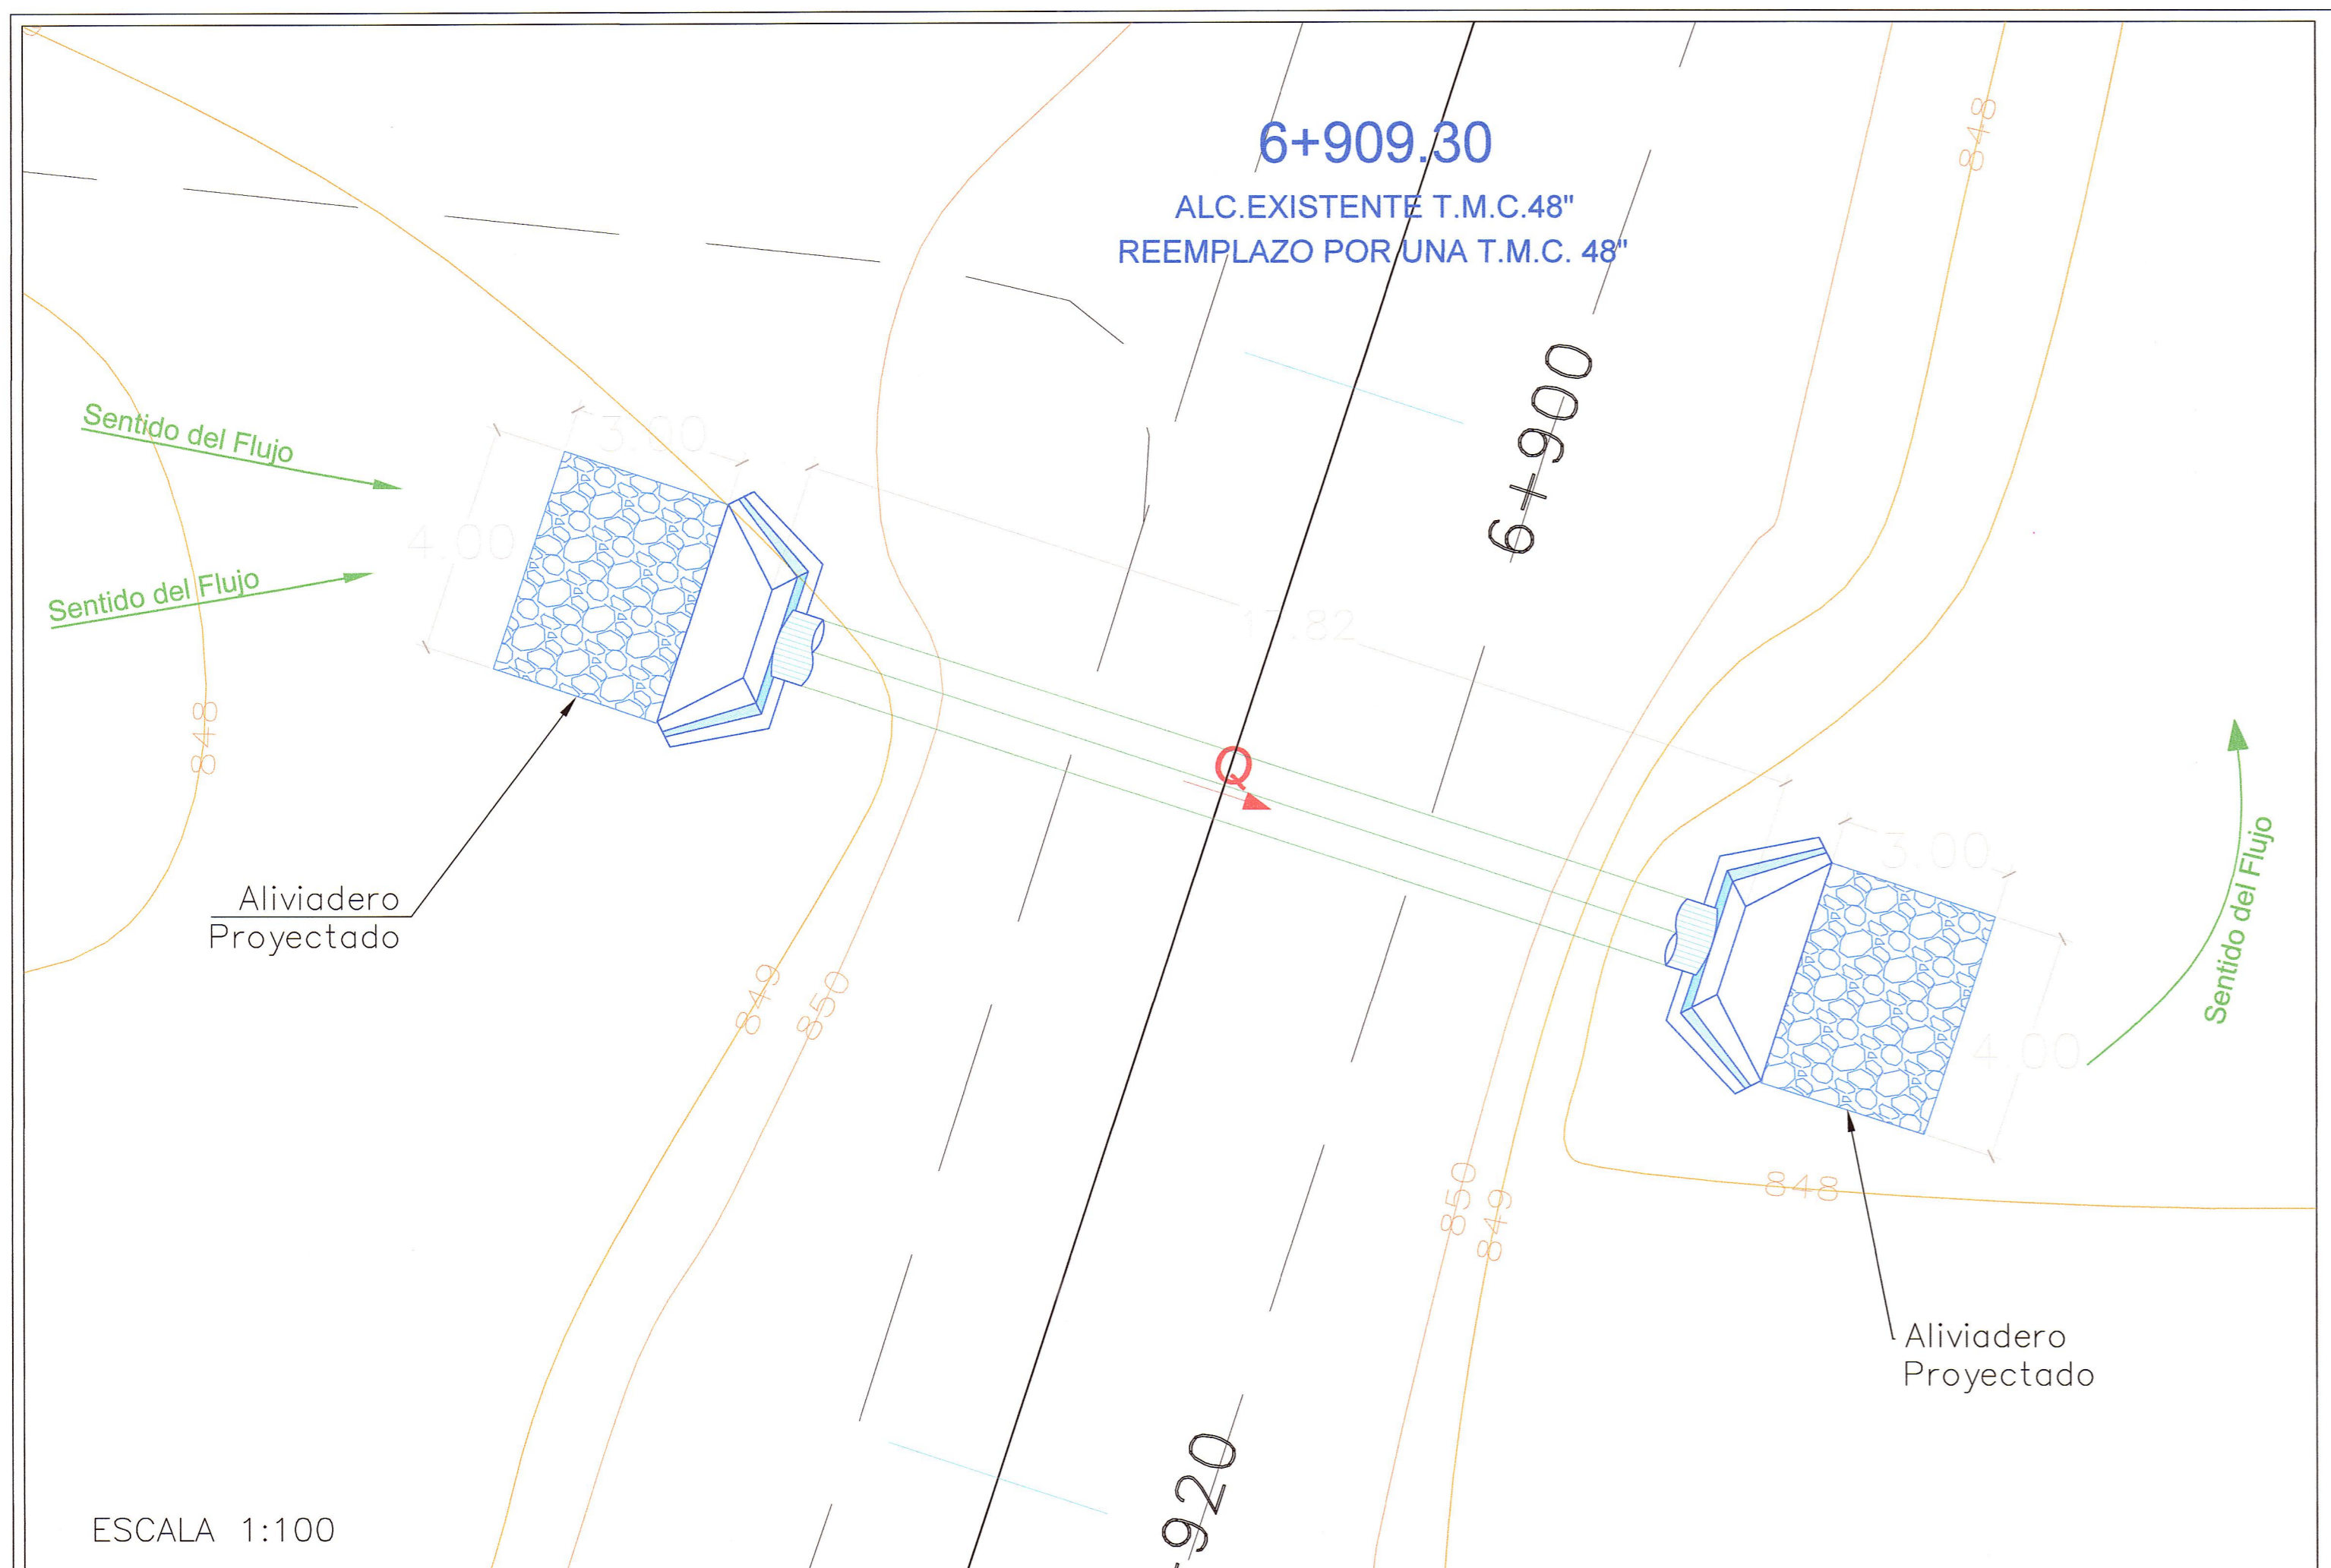 6+909.30
ALC.EXISTENTE T.M.C.48"
REEMPLAZO POR UNA T.M.C. 48"
848
6+900
Sentido del Flujo
3.00
4.00
Sentido del Flujo
17.82
848
Q
3.00
Sentido del Flujo
Aliviadero
Proyectado
849
850
4.00
850
849
848
Aliviadero
Proyectado
920
ESCALA 1:100